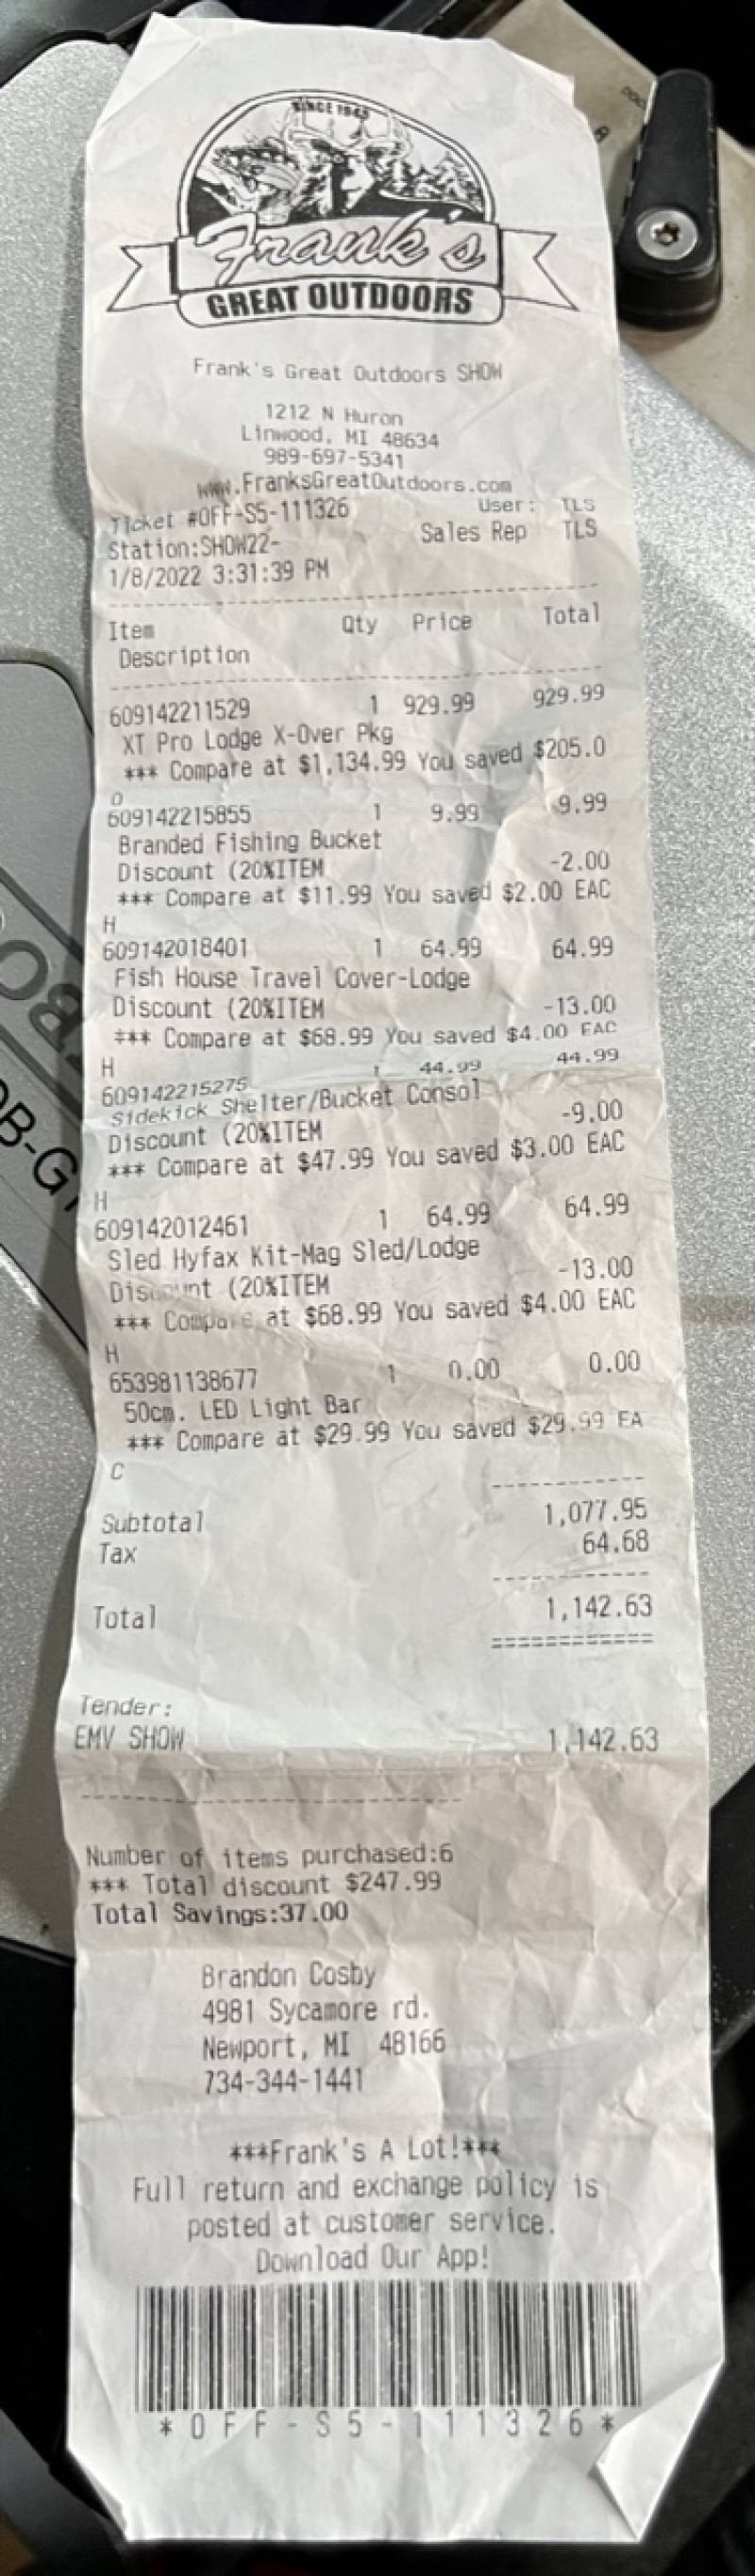 SINCE 1945
Frank's
GREAT OUTDOORS
Frank's Great Outdoors SHOW
1212 N Huron
Linwood, MI 48634
989-697-5341
www.FranksGreatOutdoors.com
Ticket #OFF-S5-111326 User: TLS
Station:SHOW22- Sales Rep TLS
1/8/2022 3:31:39 PM
Item Qty Price Total
Description
609142211529 1 929.99 929.99
XT Pro Lodge X-Over Pkg
*** Compare at $1,134.99 You saved $205.0
0
609142215855 1 9.99 9.99
Branded Fishing Bucket
Discount (20%ITEM -2.00
*** Compare at $11.99 You saved $2.00 EAC
H
609142018401 1 64.99 64.99
Fish House Travel Cover-Lodge
Discount (20%ITEM -13.00
*** Compare at $68.99 You saved $4.00 EAC
H
609142215275 1 44.99 44.99
Sidekick Shelter/Bucket Consol
Discount (20%ITEM -9.00
*** Compare at $47.99 You saved $3.00 EAC
H
609142012461 1 64.99 64.99
Sled Hyfax Kit-Mag Sled/Lodge
Discount (20%ITEM -13.00
*** Compare at $68.99 You saved $4.00 EAC
H
653981138677 1 0.00 0.00
50cm. LED Light Bar
*** Compare at $29.99 You saved $29.99 EA
C
Subtotal 1,077.95
Tax 64.68
Total 1,142.63
Tender:
EMV SHOW 1,142.63
Number of items purchased:6
*** Total discount $247.99
Total Savings:37.00
Brandon Cosby
4981 Sycamore rd.
Newport, MI 48166
734-344-1441
***Frank's A Lot!***
Full return and exchange policy is
posted at customer service.
Download Our App!
*OFF-S5-111326*